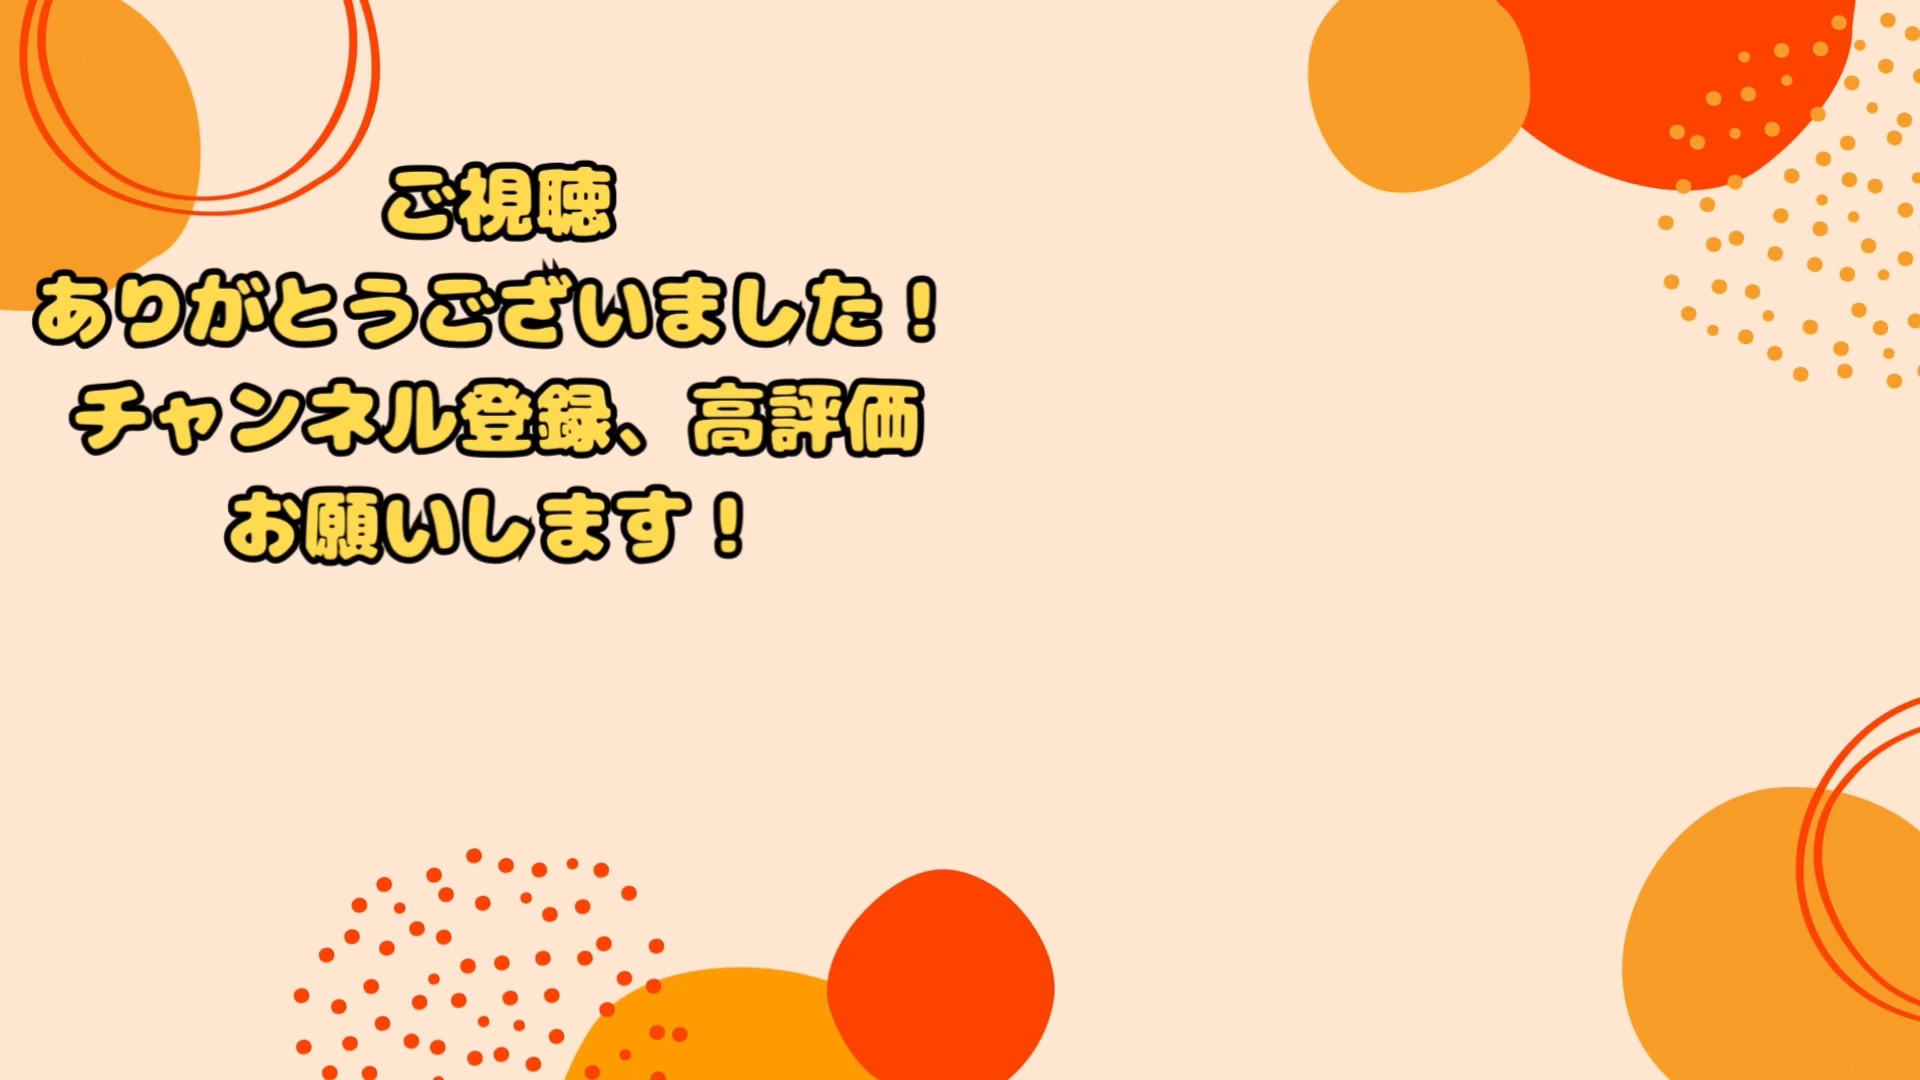 ご視聴
ありがとうございました！
チャンネル登録、高評価
お願いします！